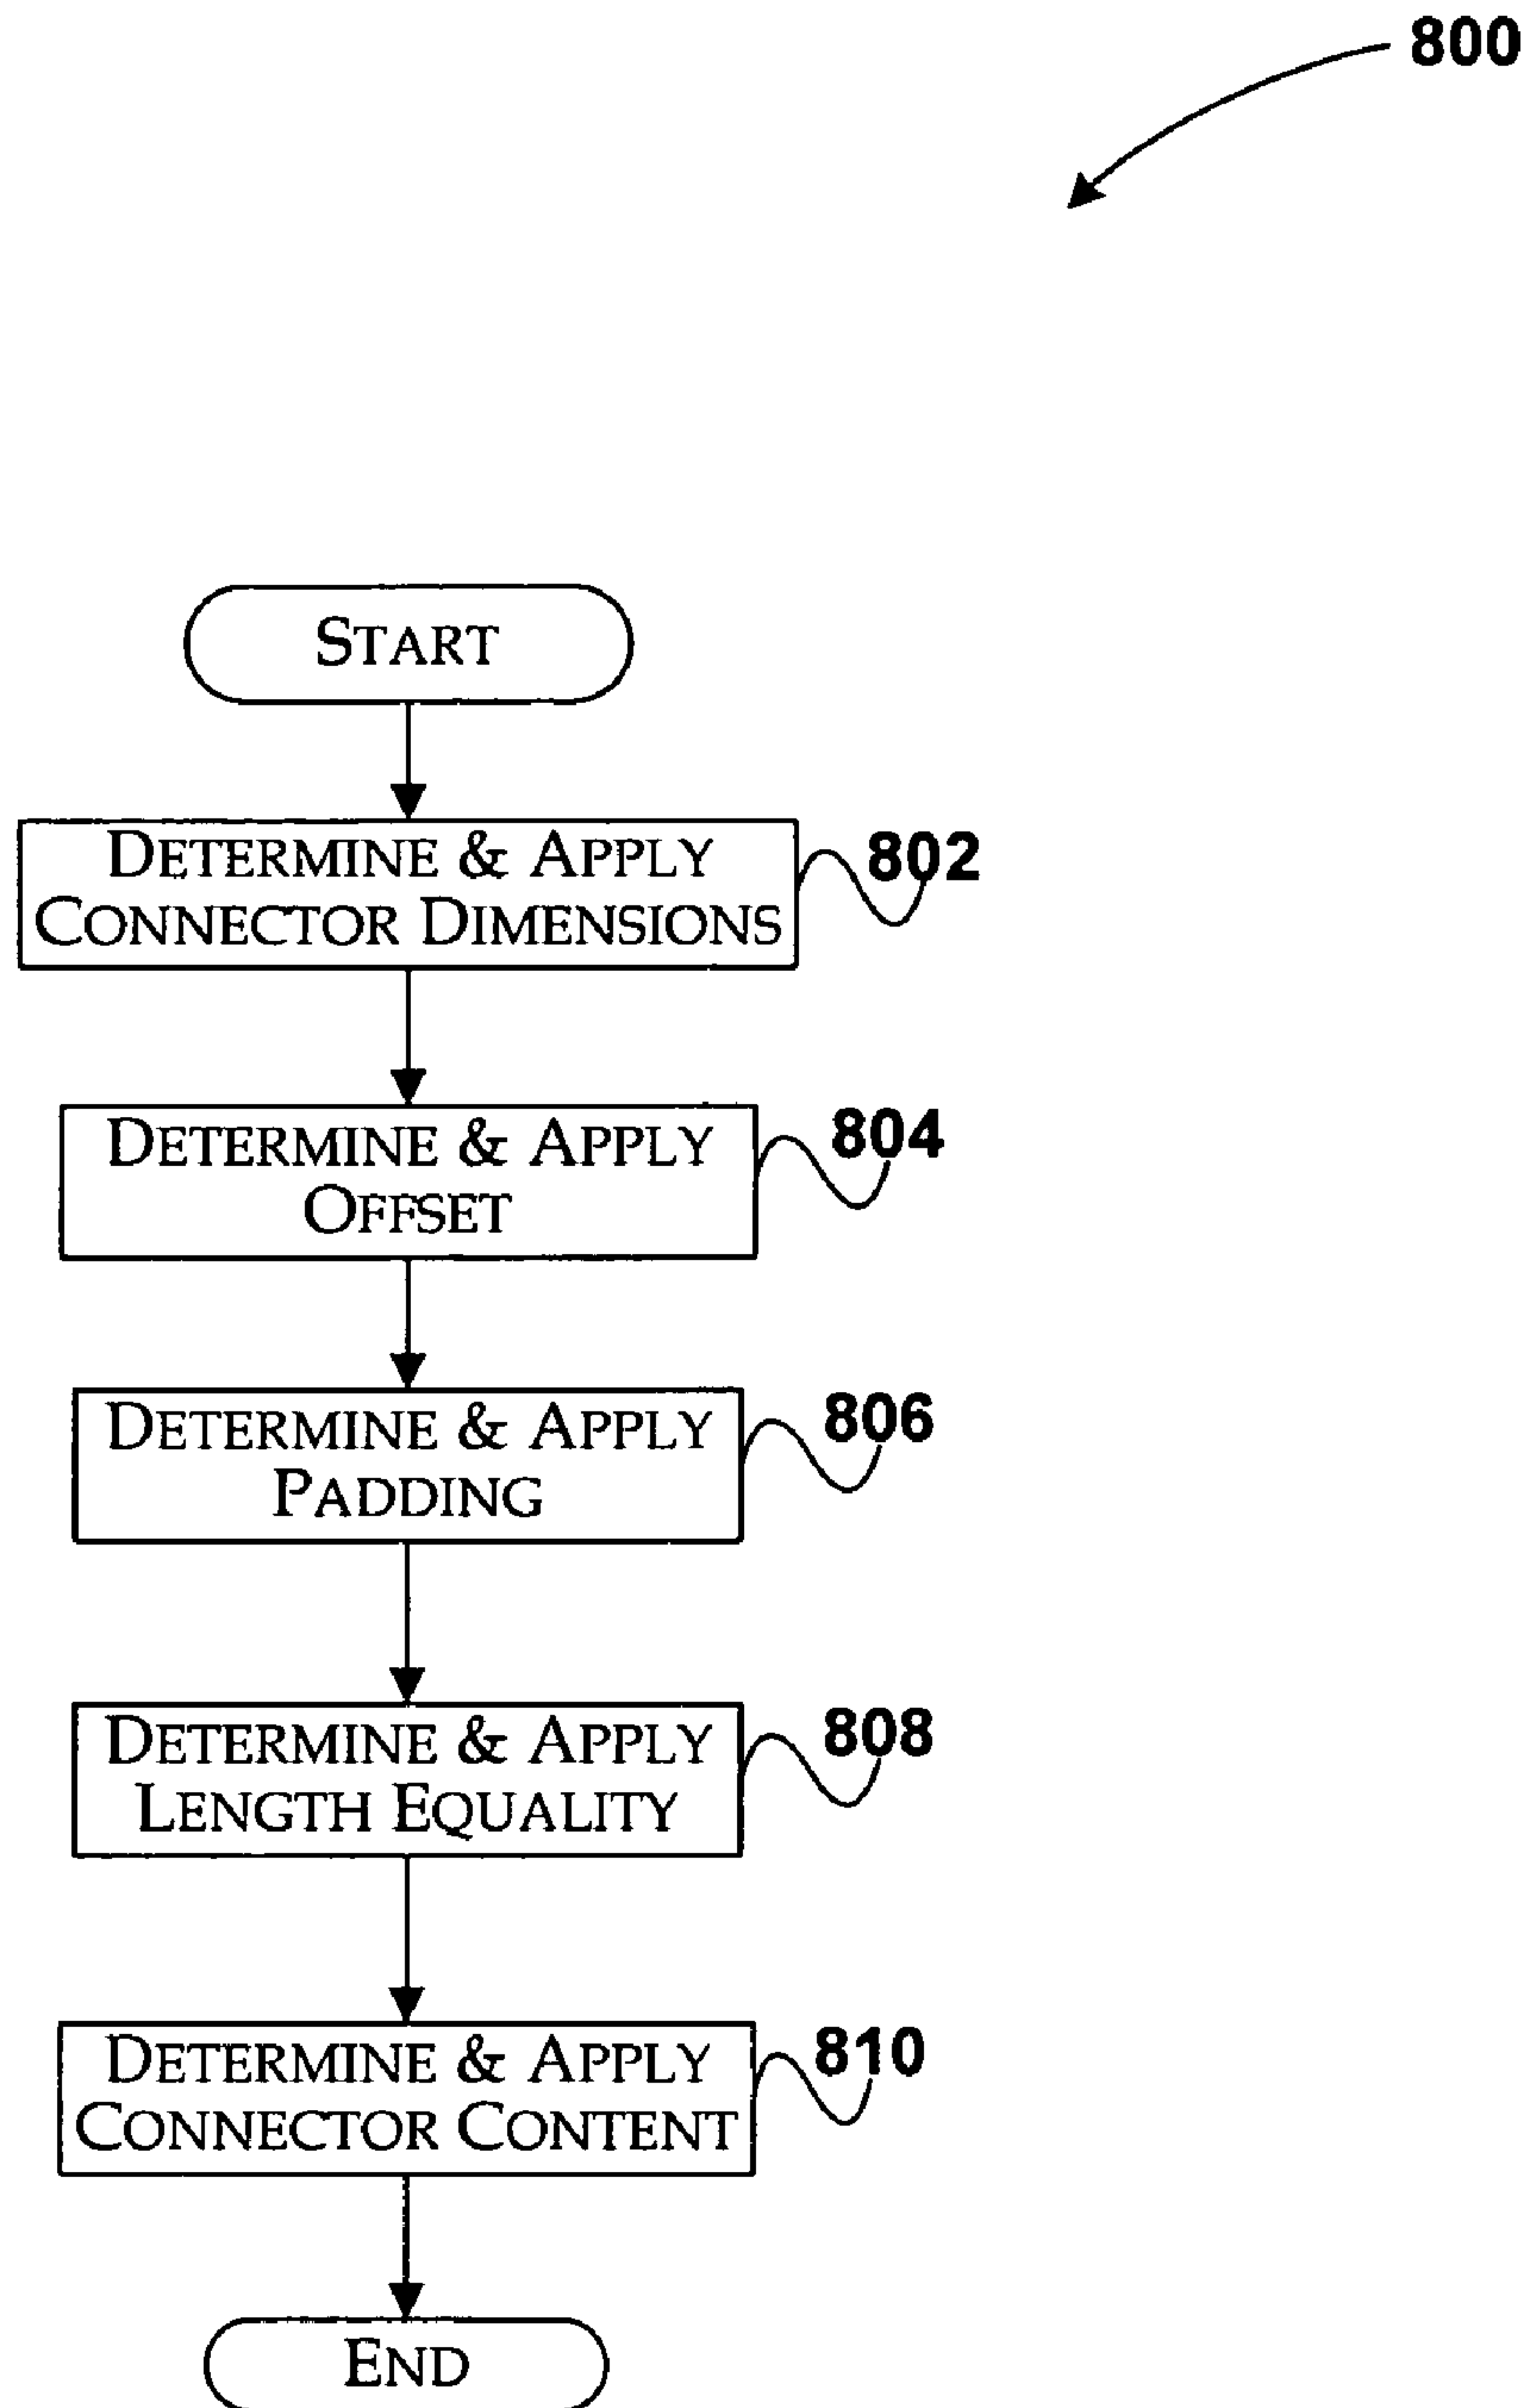 800
START
DETERMINE & APPLY
CONNECTOR DIMENSIONS
802
DETERMINE & APPLY
OFFSET
804
DETERMINE & APPLY
PADDING
806
DETERMINE & APPLY
LENGTH EQUALITY
808
DETERMINE & APPLY
CONNECTOR CONTENT
810
END